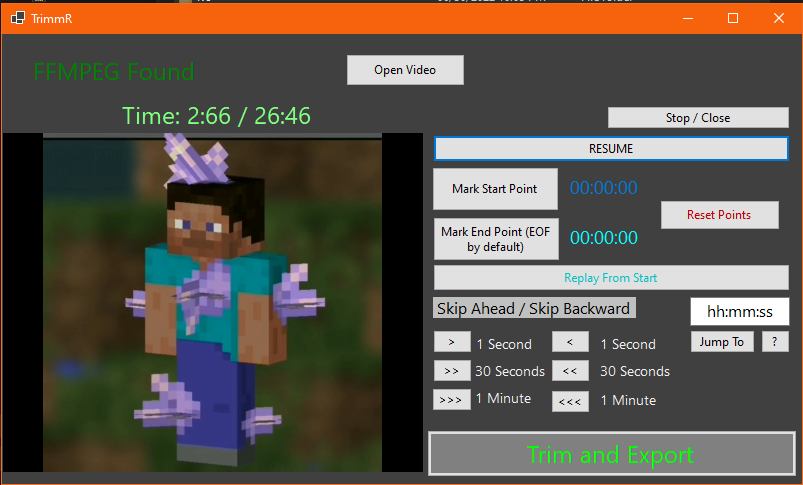 TrimmR
FFMPEG Found
Open Video
Time: 2:66 / 26:46
Stop / Close
RESUME
Mark Start Point
00:00:00
Reset Points
Mark End Point (EOF
by default)
00:00:00
Replay From Start
Skip Ahead / Skip Backward
hh:mm:ss
> 1 Second < 1 Second
Jump To ?
>> 30 Seconds << 30 Seconds
>>> 1 Minute <<< 1 Minute
Trim and Export